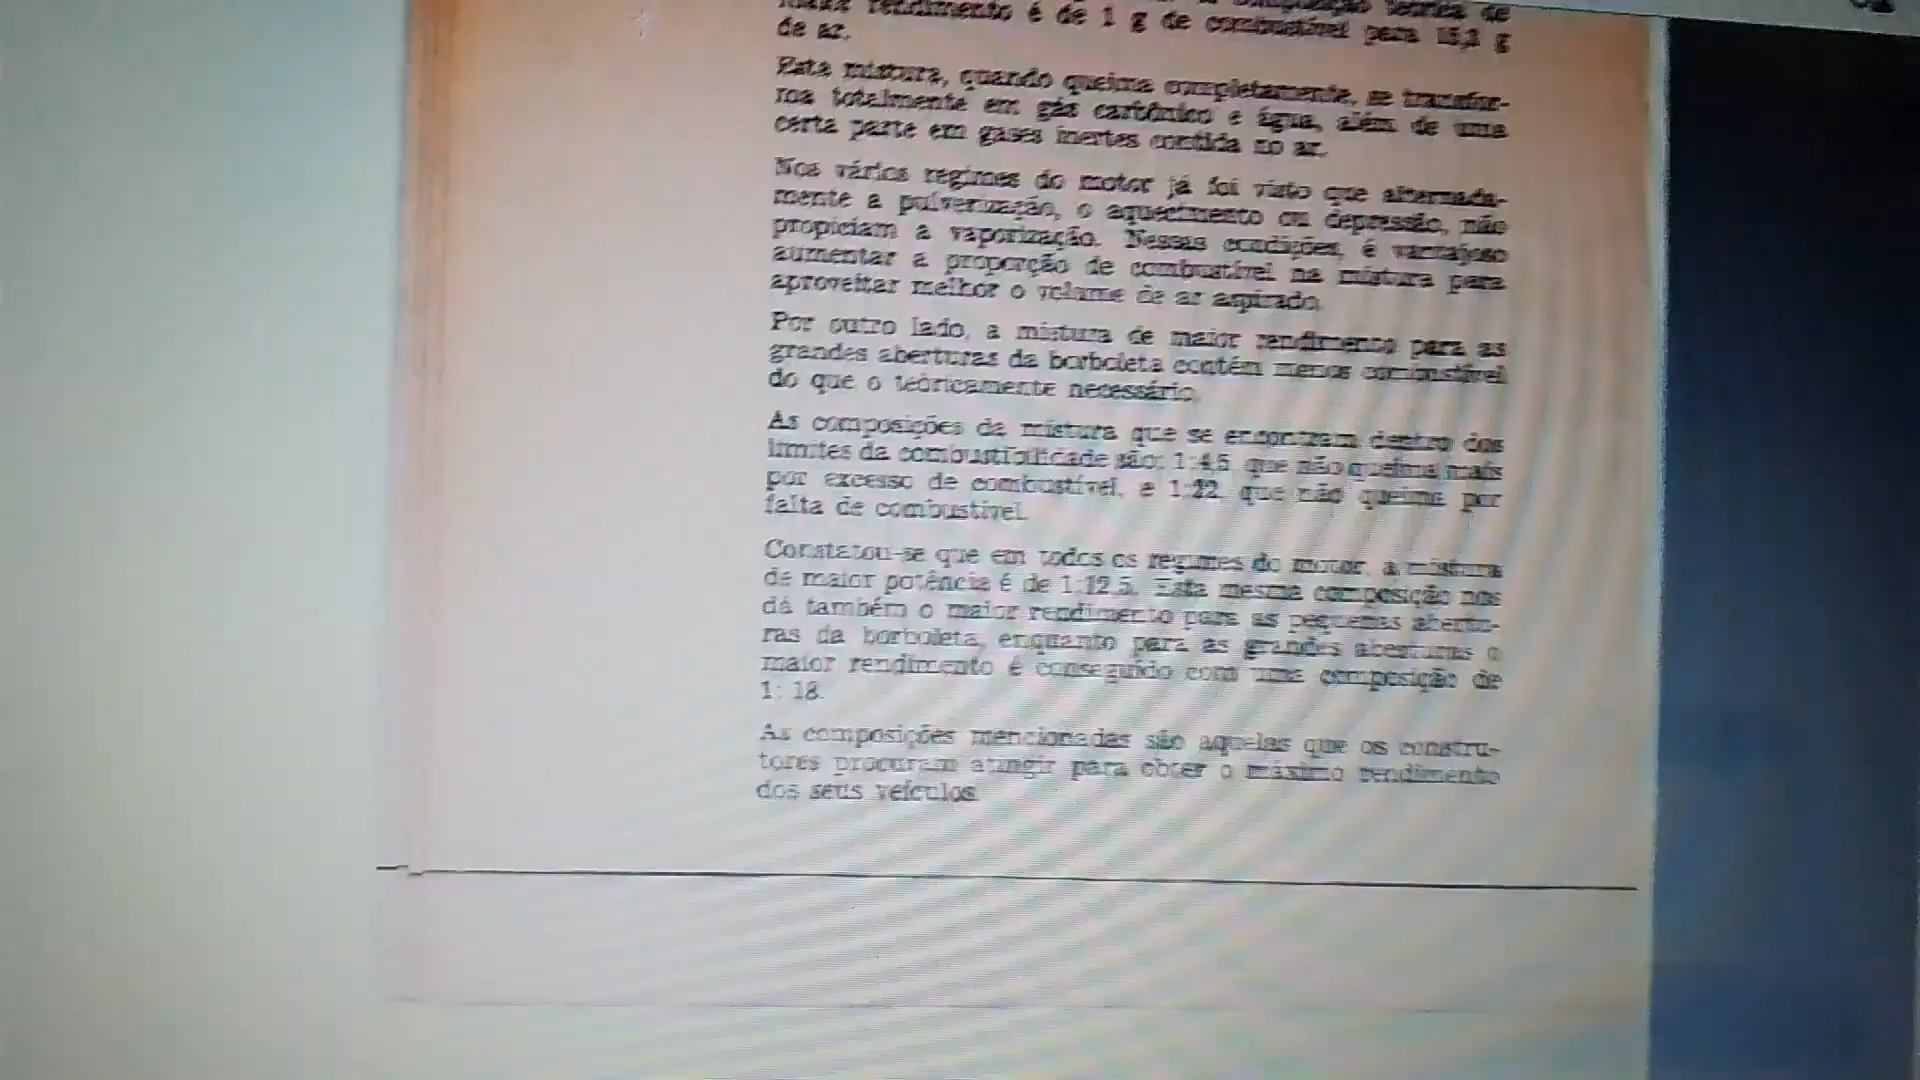 maior rendimento é de 1 g de combustível para 15,2 g
de ar.
Esta mistura, quando queima completamente, se transfor-
ma totalmente em gás carbônico e água, além de uma
certa parte em gases inertes contida no ar.
Nos vários regimes do motor já foi visto que alternada-
mente a pulverização, o aquecimento ou depressão, não
propiciam a vaporização. Nessas condições, é vantajoso
aumentar a proporção de combustível na mistura para
aproveitar melhor o volume de ar aspirado.
Por outro lado, a mistura de maior rendimento para as
grandes aberturas da borboleta contém menos combustível
do que o teòricamente necessário.
As composições da mistura que se encontram dentro dos
limites da combustibilidade são: 1:4,5, que não queima mais
por excesso de combustível, e 1:22, que não queima por
falta de combustível.
Constatou-se que em todos os regimes do motor, a mistura
de maior potência é de 1:12,5. Esta mesma composição nos
dá também o maior rendimento para as pequenas abertu-
ras da borboleta, enquanto para as grandes aberturas o
maior rendimento é conseguido com uma composição de
1: 18.
As composições mencionadas são aquelas que os constru-
tores procuram atingir para obter o máximo rendimento
dos seus veículos.